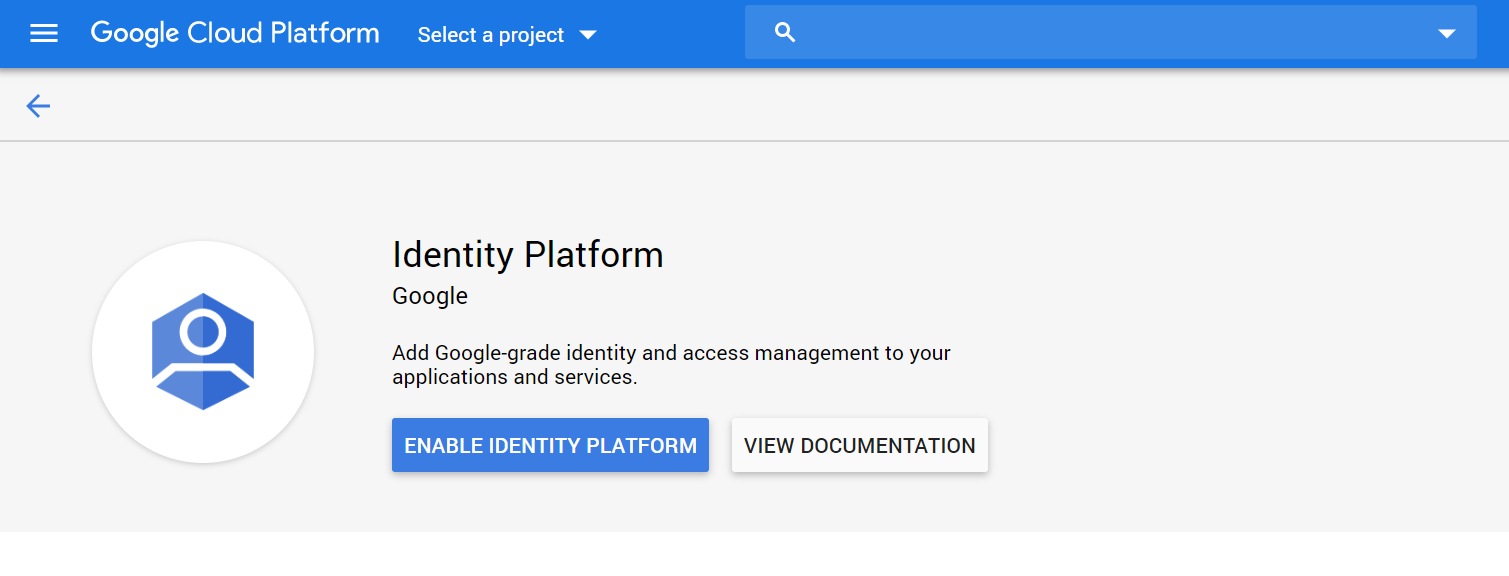 Google Cloud Platform Select a project
Identity Platform
Google
Add Google-grade identity and access management to your
applications and services.
ENABLE IDENTITY PLATFORM VIEW DOCUMENTATION